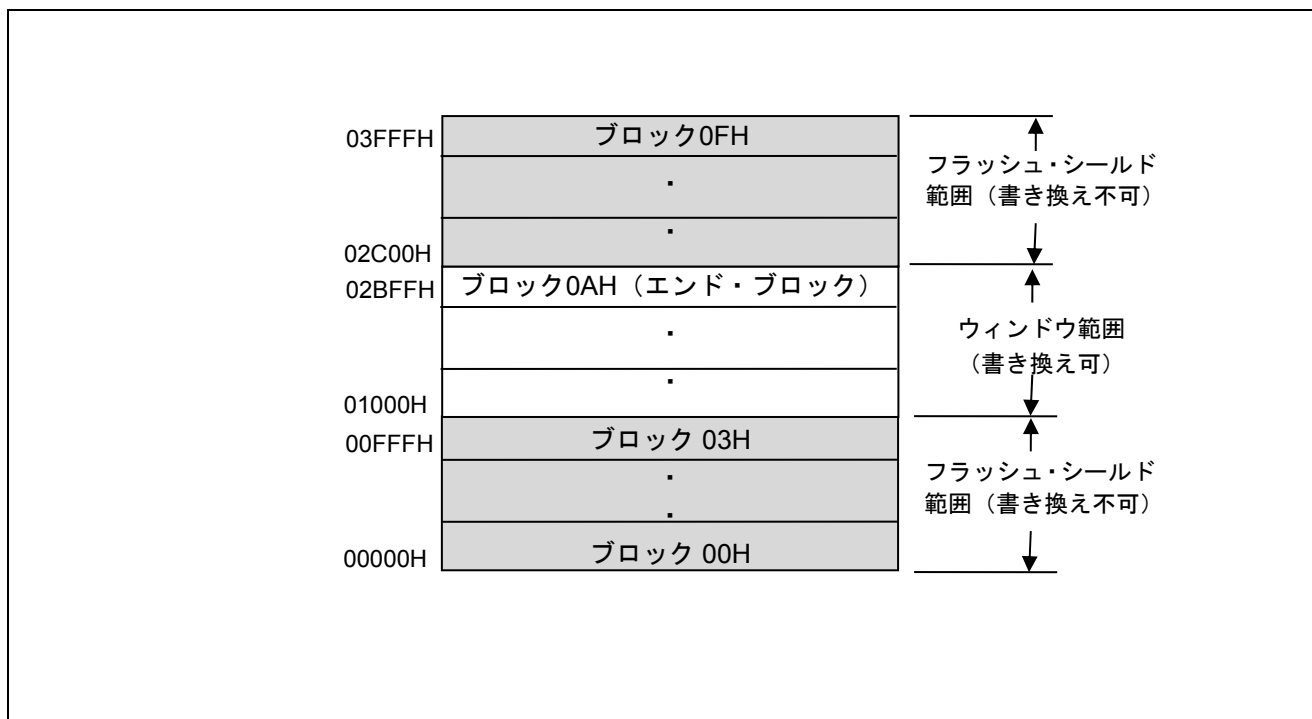 03FFFH
ブロック0FH
・
・
02C00H
フラッシュ・シールド
範囲（書き換え不可）
02BFFH
ブロック0AH（エンド・ブロック）
・
・
01000H
ウィンドウ範囲
（書き換え可）
00FFFH
ブロック 03H
・
・
00000H
ブロック 00H
フラッシュ・シールド
範囲（書き換え不可）